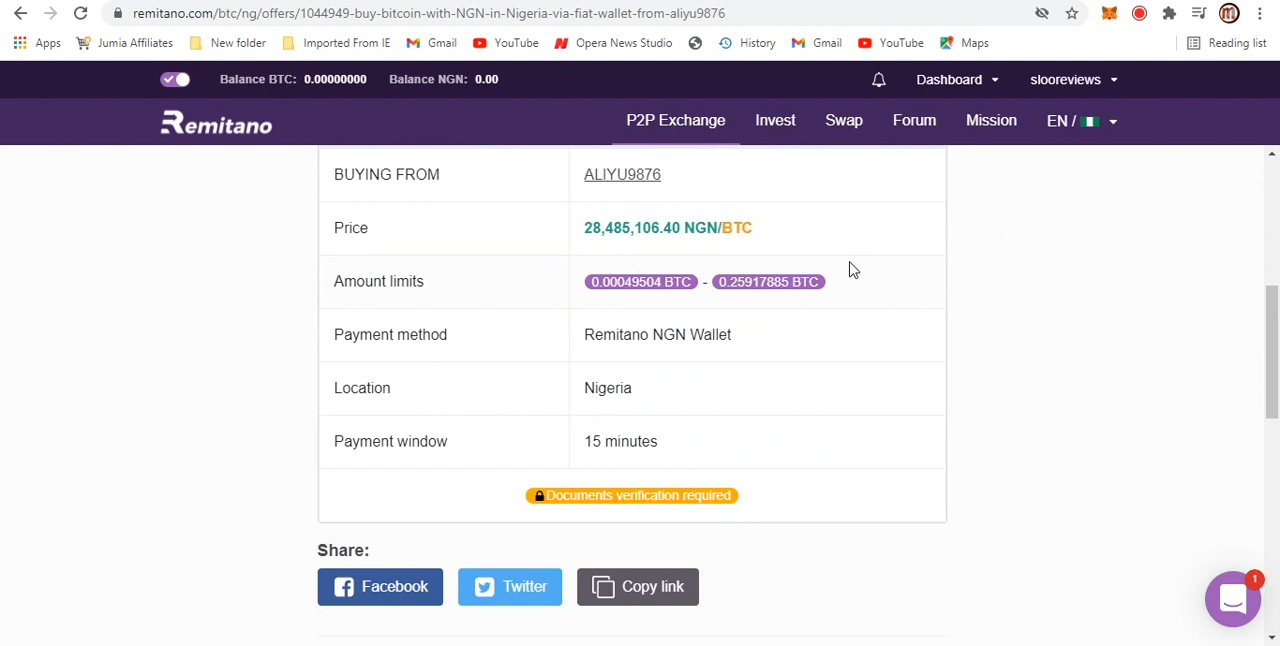 remitano.com/btc/ng/offers/1044949-buy-bitcoin-with-NGN-in-Nigeria-via-fiat-wallet-from-aliyu9876
Apps Jumia Affiliates New folder Imported From IE Gmail YouTube Opera News Studio History Gmail YouTube Maps Reading list
Balance BTC: 0.00000000 Balance NGN: 0.00 Dashboard slooreviews
Remitano P2P Exchange Invest Swap Forum Mission EN /
BUYING FROM ALIYU9876
Price 28,485,106.40 NGN/BTC
Amount limits 0.00049504 BTC - 0.25917885 BTC
Payment method Remitano NGN Wallet
Location Nigeria
Payment window 15 minutes
Documents verification required
Share:
Facebook Twitter Copy link
1